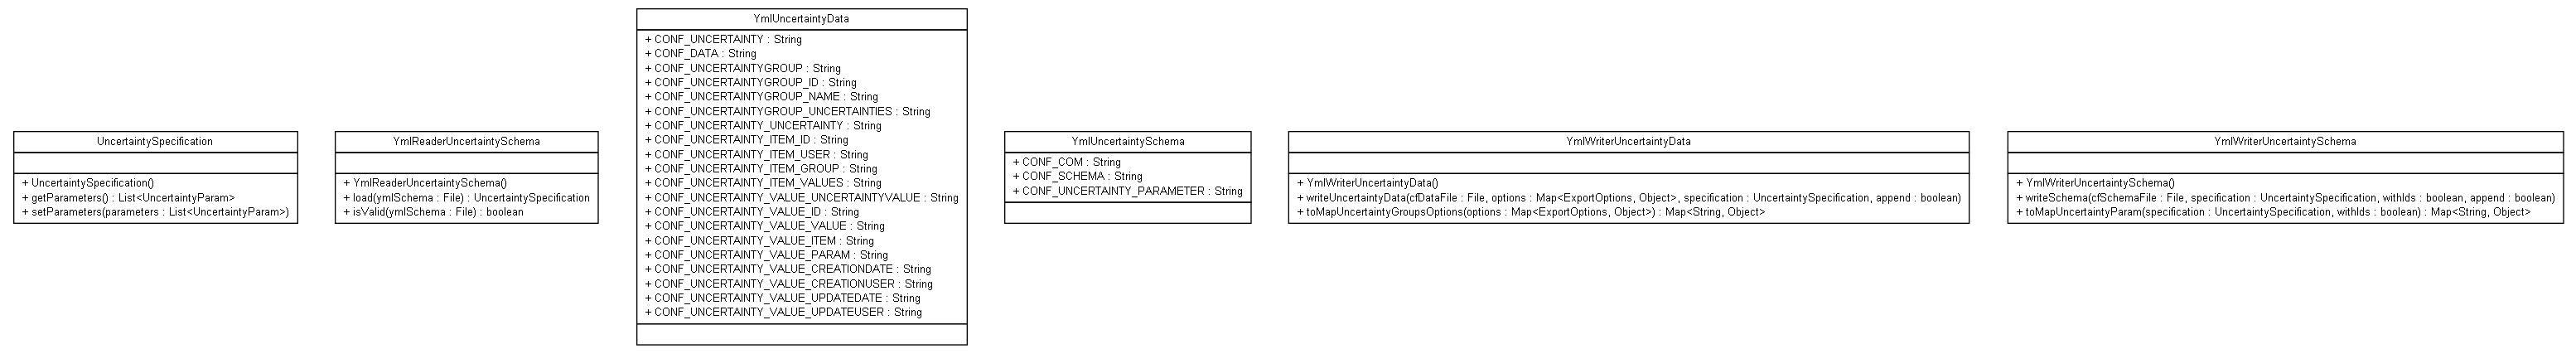 UncertaintySpecification
+ UncertaintySpecification()
+ getParameters() : List<UncertaintyParam>
+ setParameters(parameters : List<UncertaintyParam>)
YmlReaderUncertaintySchema
+ YmlReaderUncertaintySchema()
+ load(ymlSchema : File) : UncertaintySpecification
+ isValid(ymlSchema : File) : boolean
YmlUncertaintyData
+ CONF_UNCERTAINTY : String
+ CONF_DATA : String
+ CONF_UNCERTAINTYGROUP : String
+ CONF_UNCERTAINTYGROUP_ID : String
+ CONF_UNCERTAINTYGROUP_NAME : String
+ CONF_UNCERTAINTYGROUP_UNCERTAINTIES : String
+ CONF_UNCERTAINTY_UNCERTAINTY : String
+ CONF_UNCERTAINTY_ITEM_ID : String
+ CONF_UNCERTAINTY_ITEM_USER : String
+ CONF_UNCERTAINTY_ITEM_GROUP : String
+ CONF_UNCERTAINTY_ITEM_VALUES : String
+ CONF_UNCERTAINTY_VALUE_UNCERTAINTYVALUE : String
+ CONF_UNCERTAINTY_VALUE_ID : String
+ CONF_UNCERTAINTY_VALUE_VALUE : String
+ CONF_UNCERTAINTY_VALUE_ITEM : String
+ CONF_UNCERTAINTY_VALUE_PARAM : String
+ CONF_UNCERTAINTY_VALUE_CREATIONDATE : String
+ CONF_UNCERTAINTY_VALUE_CREATIONUSER : String
+ CONF_UNCERTAINTY_VALUE_UPDATEDATE : String
+ CONF_UNCERTAINTY_VALUE_UPDATEUSER : String
YmlUncertaintySchema
+ CONF_COM : String
+ CONF_SCHEMA : String
+ CONF_UNCERTAINTY_PARAMETER : String
YmlWriterUncertaintyData
+ YmlWriterUncertaintyData()
+ writeUncertaintyData(cfDataFile : File, options : Map<ExportOptions, Object>, specification : UncertaintySpecification, append : boolean)
+ toMapUncertaintyGroupsOptions(options : Map<ExportOptions, Object>) : Map<String, Object>
YmlWriterUncertaintySchema
+ YmlWriterUncertaintySchema()
+ writeSchema(cfSchemaFile : File, specification : UncertaintySpecification, withIds : boolean, append : boolean)
+ toMapUncertaintyParam(specification : UncertaintySpecification, withIds : boolean) : Map<String, Object>